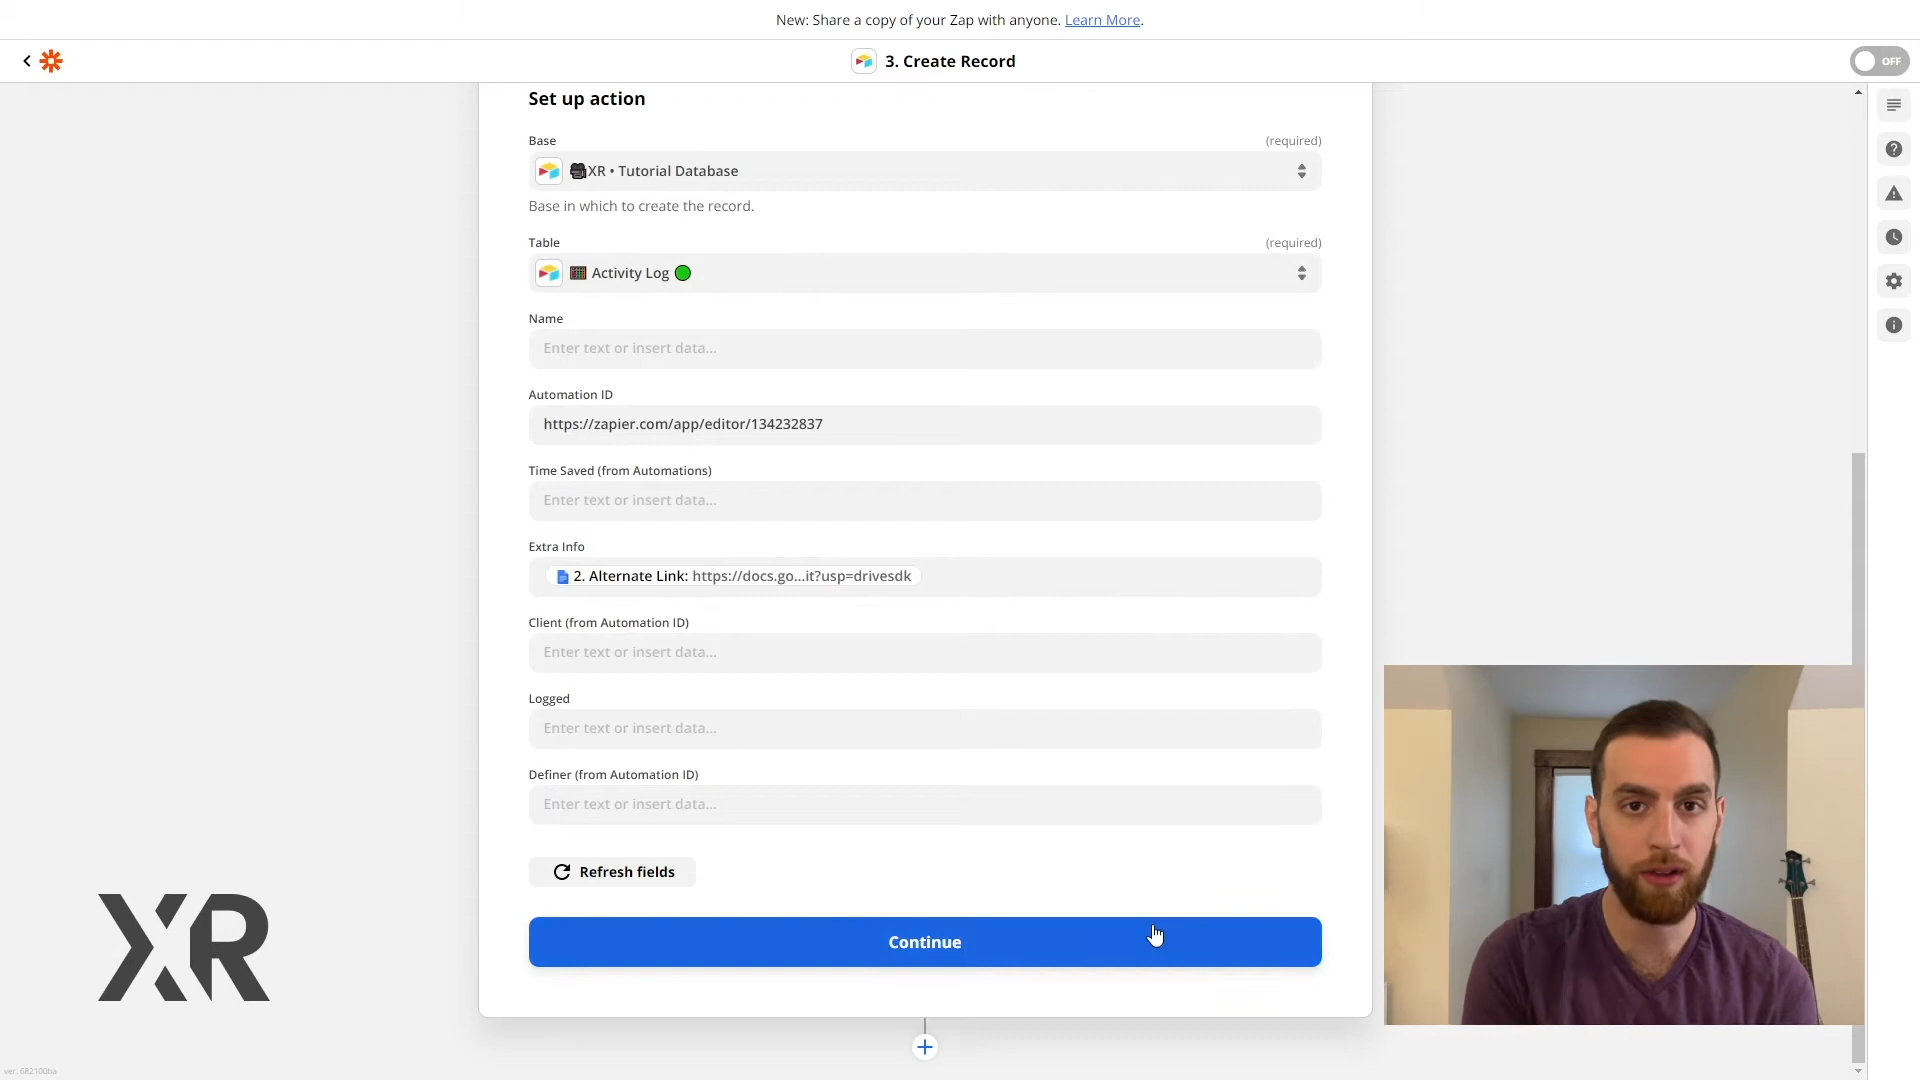 New: Share a copy of your Zap with anyone. Learn More.
3. Create Record
OFF
Set up action
Base
(required)
XR • Tutorial Database
Base in which to create the record.
Table
(required)
Activity Log
Name
Enter text or insert data...
Automation ID
https://zapier.com/app/editor/134232837
Time Saved (from Automations)
Enter text or insert data...
Extra Info
2. Alternate Link: https://docs.go...it?usp=drivesdk
Client (from Automation ID)
Enter text or insert data...
Logged
Enter text or insert data...
Definer (from Automation ID)
Enter text or insert data...
Refresh fields
Continue
XR
ver. 682100ba